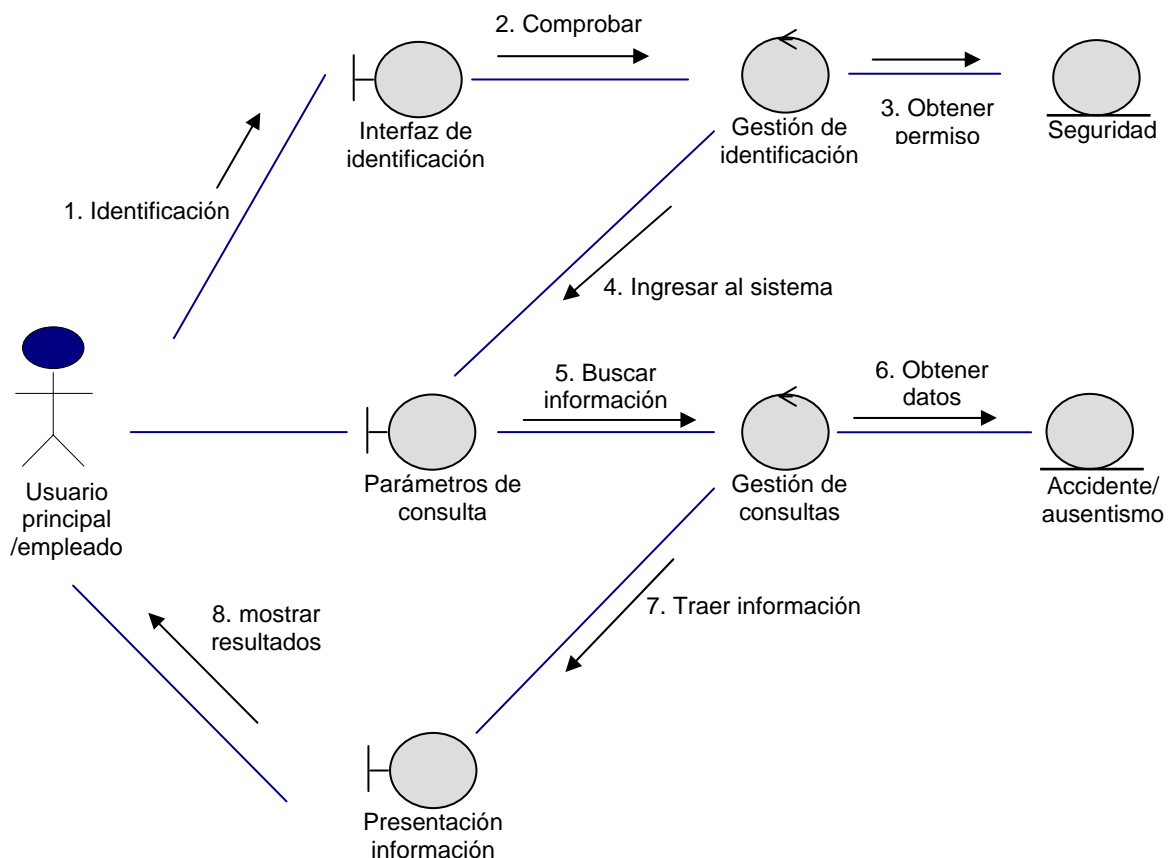 2. Comprobar
3. Obtener
permiso
Interfaz de
identificación
Gestión de
identificación
Seguridad
1. Identificación
4. Ingresar al sistema
5. Buscar
información
6. Obtener
datos
Usuario
principal
/empleado
Parámetros de
consulta
Gestión de
consultas
Accidente/
ausentismo
8. mostrar
resultados
7. Traer información
Presentación
información